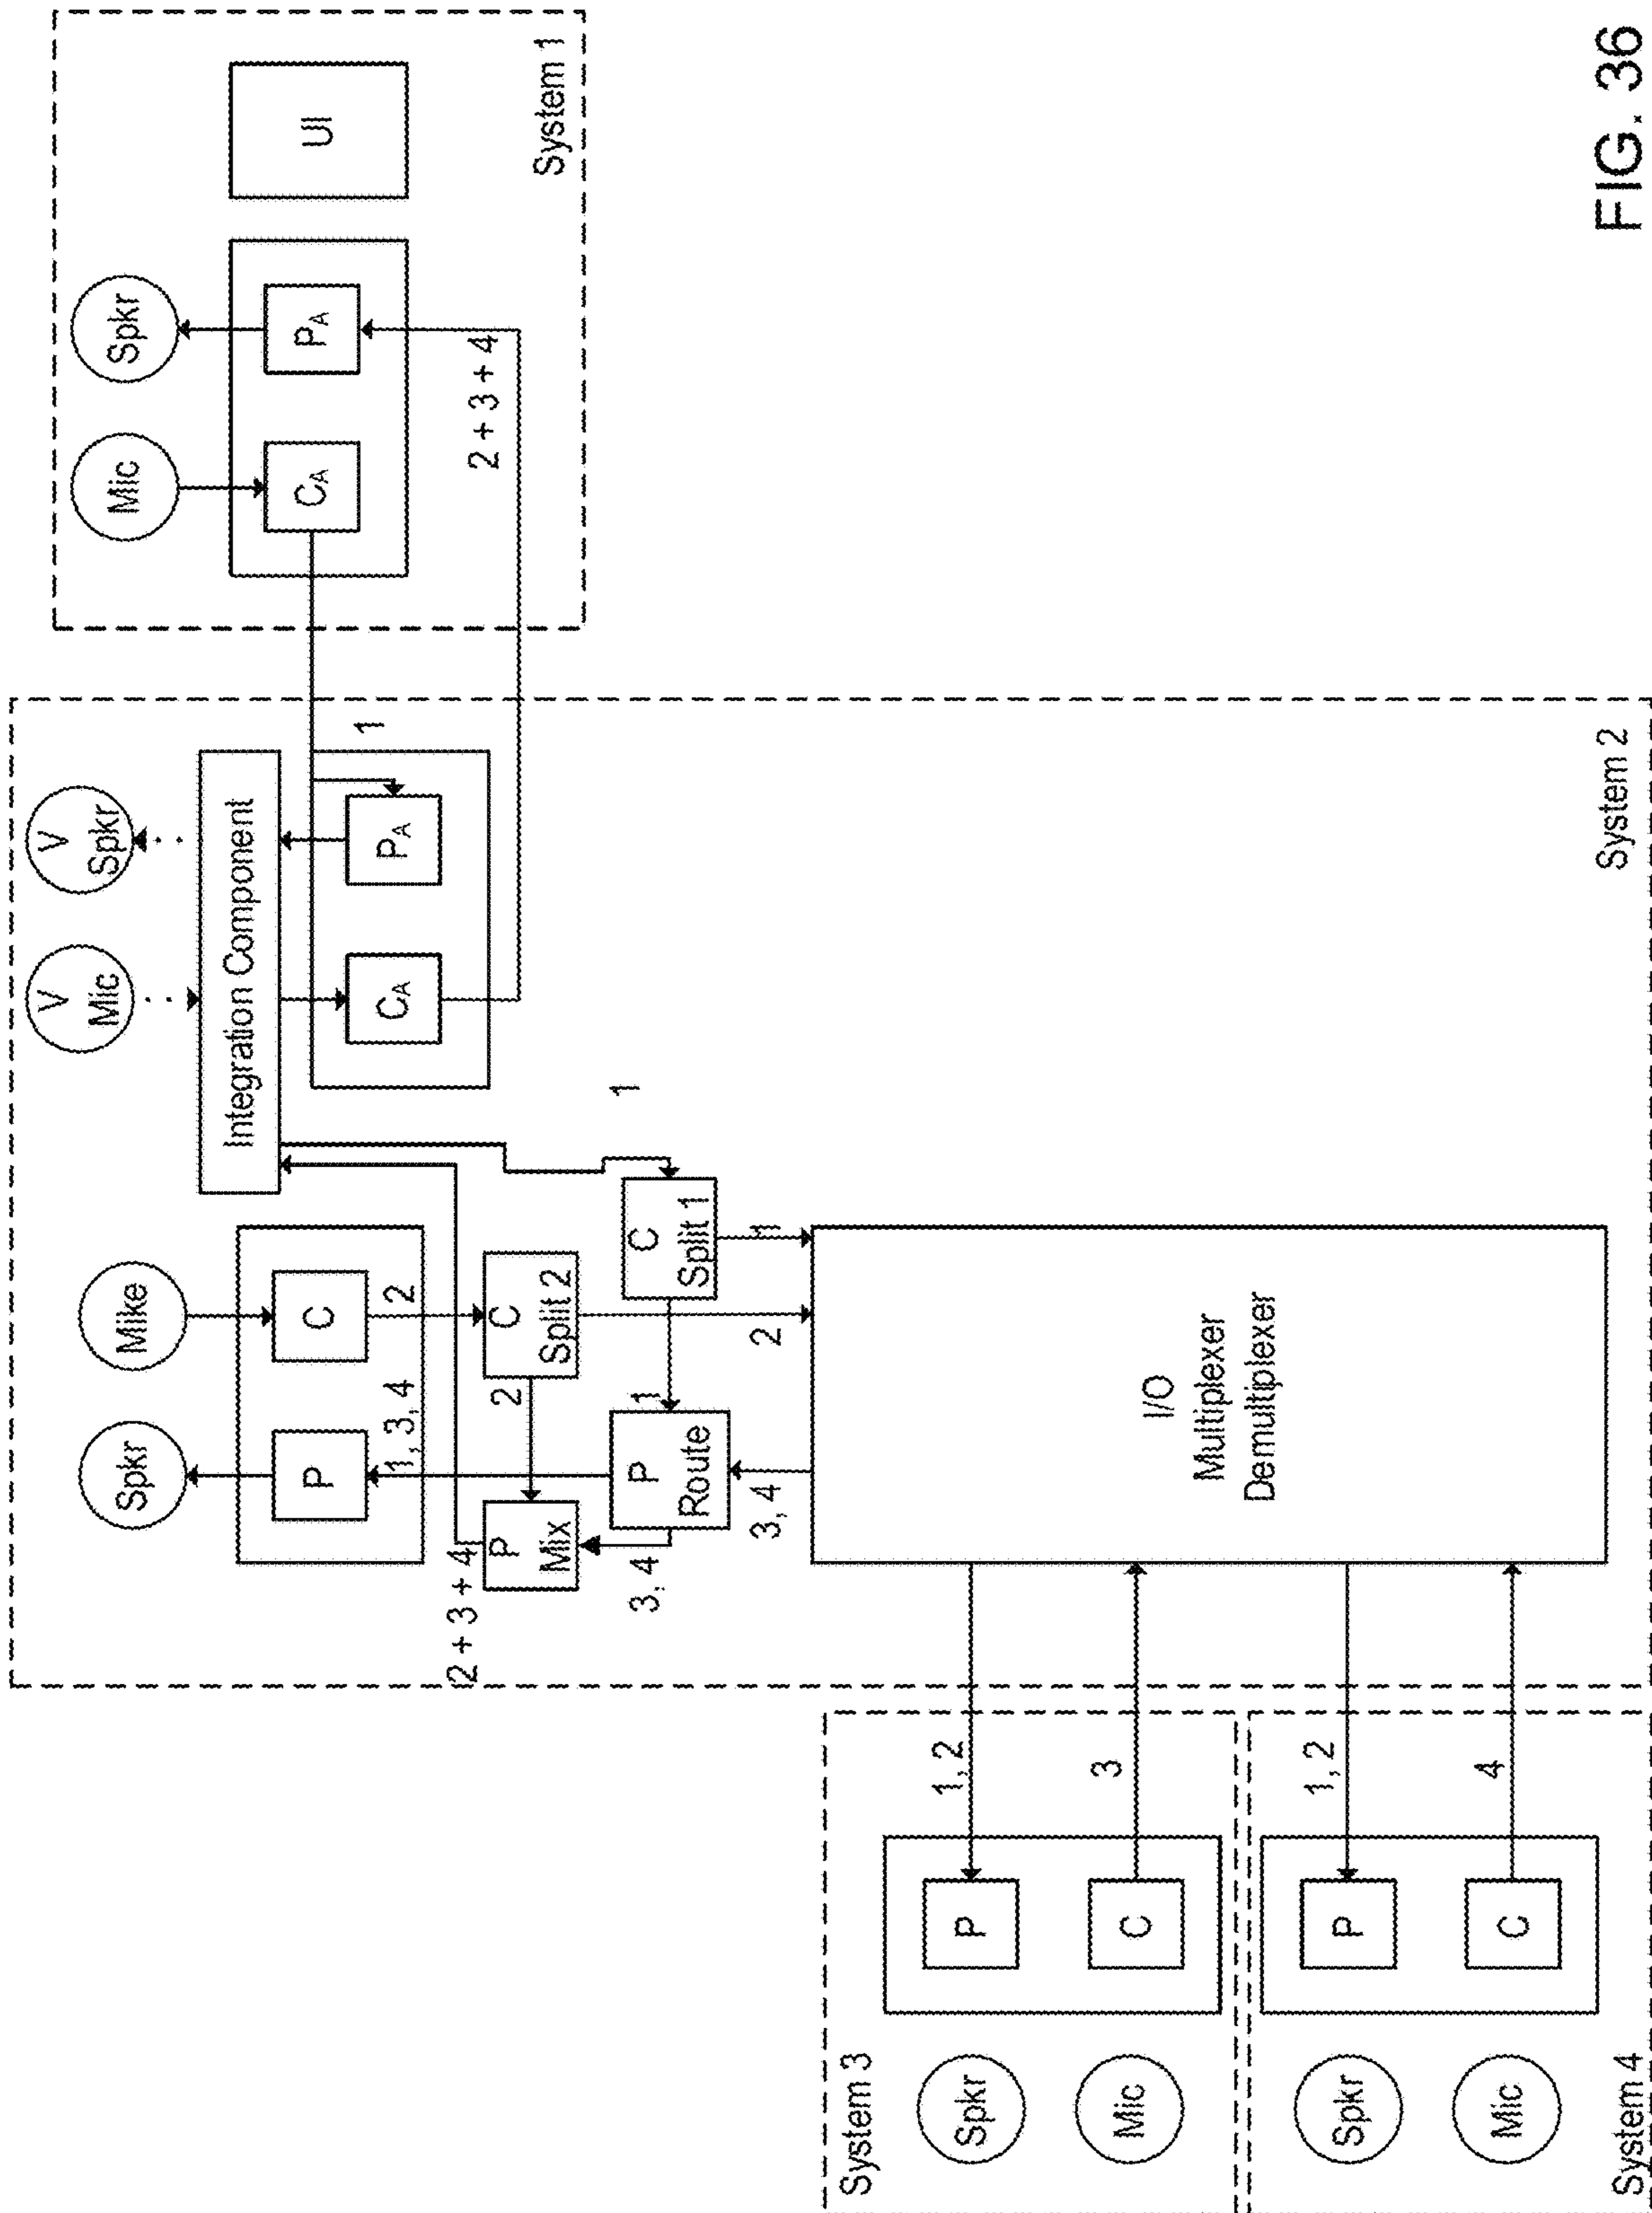 V
Mic
V
Spkr
Mic
Spkr
Spkr
Mike
Integration Component
CA
PA
UI
P
C
CA
PA
1
1, 3, 4
2
2 + 3 + 4
2 + 3 + 4
System 1
P
Mix
2
C
Split 2
1
3, 4
P
Route
1
C
Split 1
3, 4
2
1
System 3
Spkr
P
1, 2
Mic
C
3
I/O
Multiplexer
Demultiplexer
Spkr
P
1, 2
Mic
C
4
System 4
System 2
FIG. 36